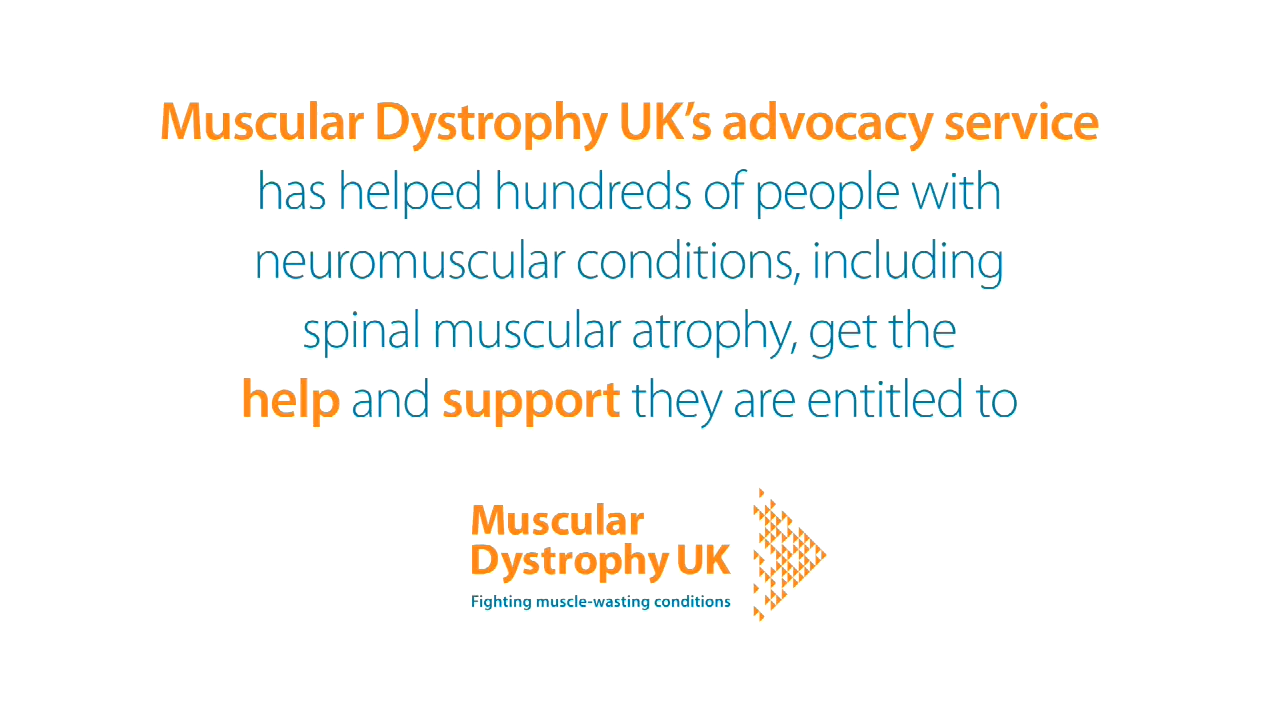 Muscular Dystrophy UK’s advocacy service
has helped hundreds of people with
neuromuscular conditions, including
spinal muscular atrophy, get the
help and support they are entitled to
Muscular
Dystrophy UK
Fighting muscle-wasting conditions